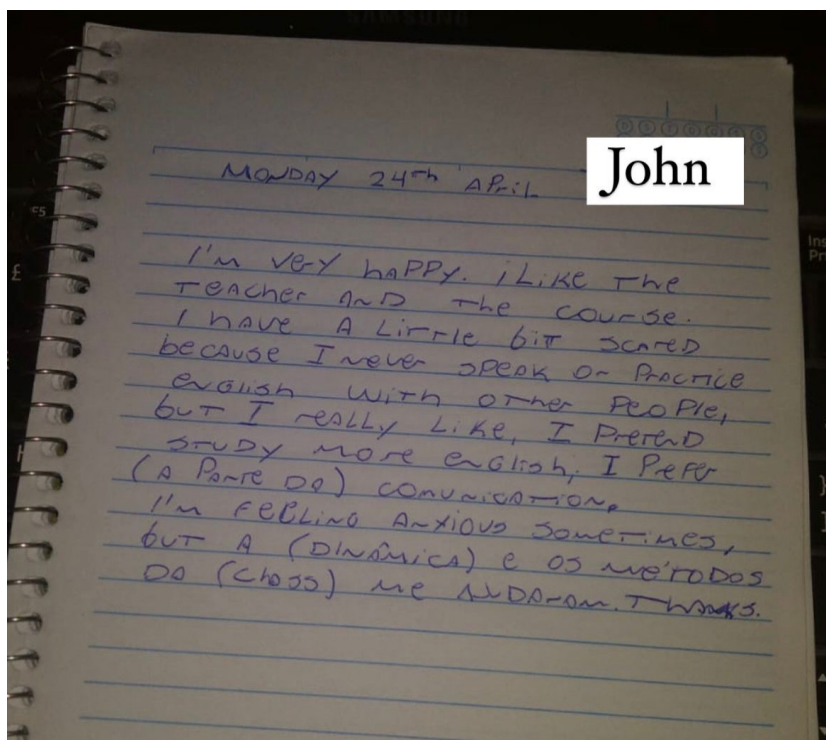 SAMSUNG
John
MONDAY 24th APRIL
I'm very happy. i Like The
Teacher And the course.
I have A Little bit scared
because I never speak or Practice
english with other People,
but I really Like, I Pretend
study more english, I Prefer
(A Parte Da) comunication.
I'm feeling Anxious sometimes,
but A (Dinâmica) e os métodos
Da (Class) me AJUDARAM. Thanks.